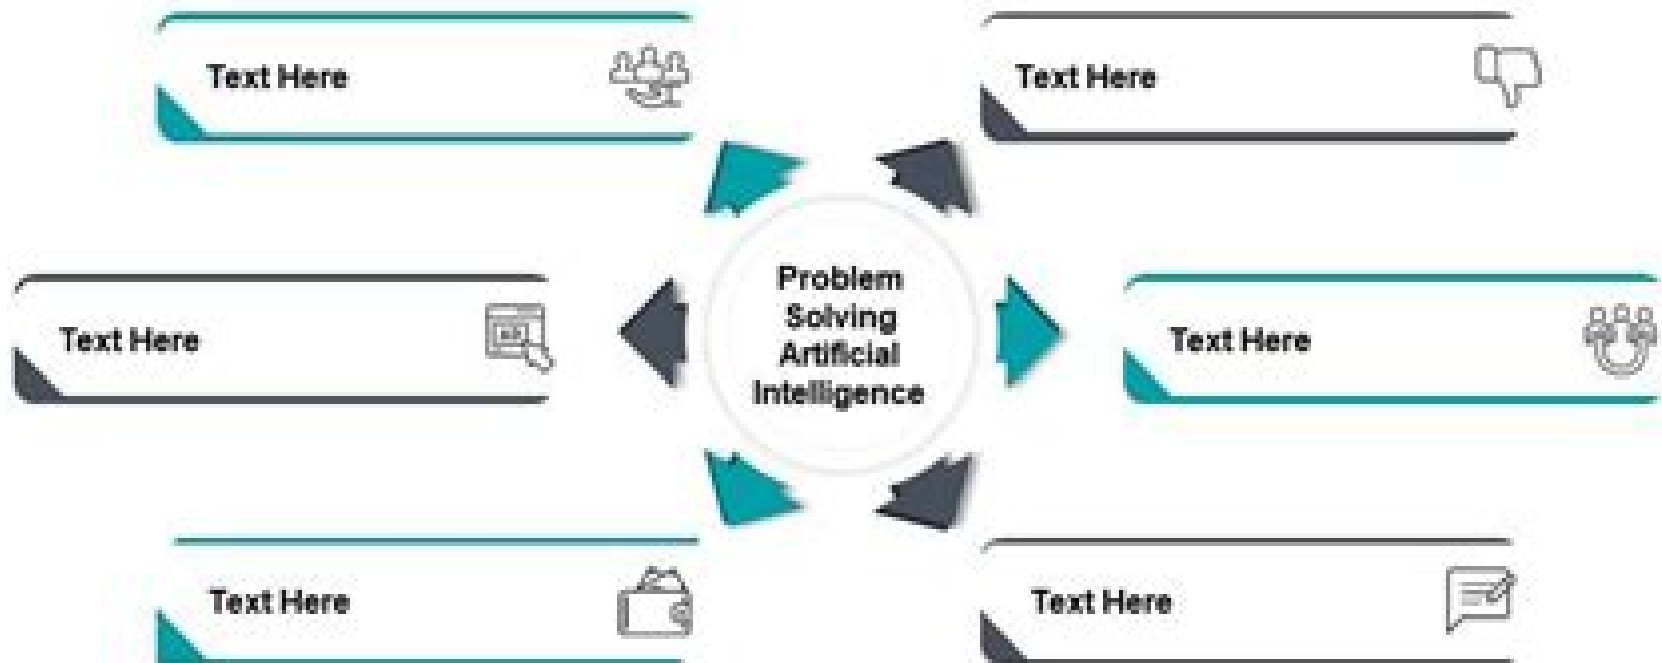 Text Here
Text Here
Problem
Solving
Artificial
Intelligence
Text Here
Text Here
Text Here
Text Here